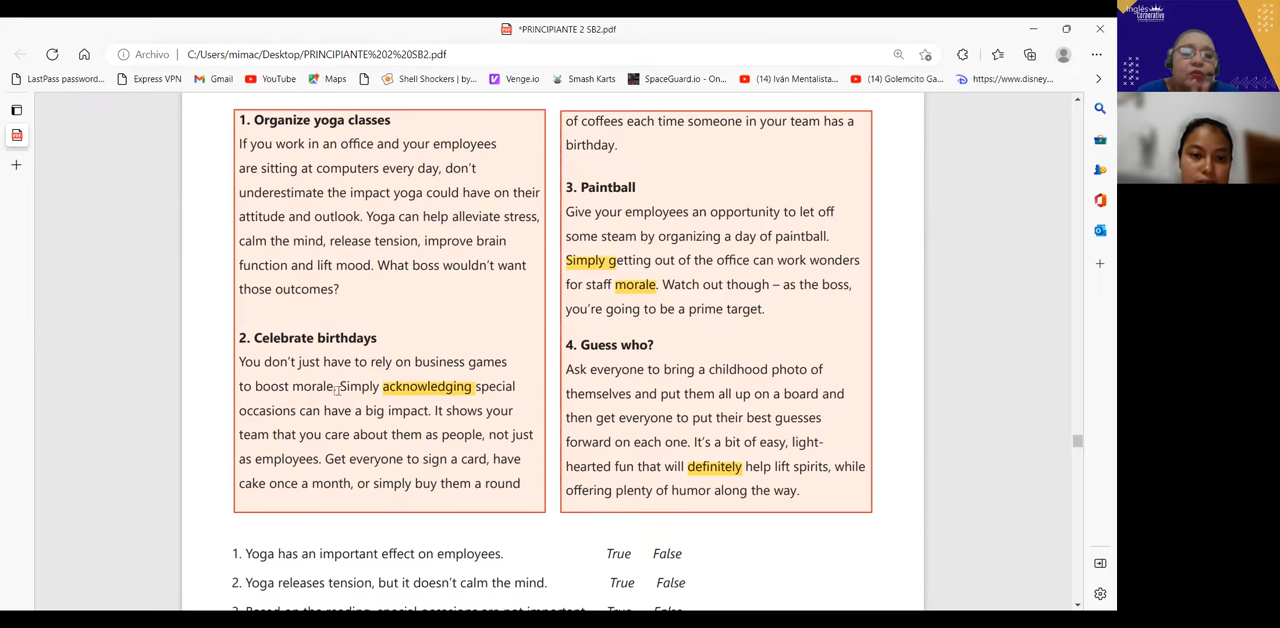 *PRINCIPIANTE 2 SB2.pdf
Archivo
C:/Users/mimac/Desktop/PRINCIPIANTE%202%20SB2.pdf
LastPass password...
Express VPN
Gmail
YouTube
Maps
Shell Shockers | by...
Venge.io
Smash Karts
SpaceGuard.io - On...
(14) Iván Mentalista...
(14) Golemcito Ga...
https://www.disney...
Inglés
Corporativo
1. Organize yoga classes
If you work in an office and your employees
are sitting at computers every day, don't
underestimate the impact yoga could have on their
attitude and outlook. Yoga can help alleviate stress,
calm the mind, release tension, improve brain
function and lift mood. What boss wouldn't want
those outcomes?
2. Celebrate birthdays
You don't just have to rely on business games
to boost morale. Simply acknowledging special
occasions can have a big impact. It shows your
team that you care about them as people, not just
as employees. Get everyone to sign a card, have
cake once a month, or simply buy them a round
of coffees each time someone in your team has a
birthday.
3. Paintball
Give your employees an opportunity to let off
some steam by organizing a day of paintball.
Simply getting out of the office can work wonders
for staff morale. Watch out though – as the boss,
you're going to be a prime target.
4. Guess who?
Ask everyone to bring a childhood photo of
themselves and put them all up on a board and
then get everyone to put their best guesses
forward on each one. It's a bit of easy, light-
hearted fun that will definitely help lift spirits, while
offering plenty of humor along the way.
1. Yoga has an important effect on employees. True False
2. Yoga releases tension, but it doesn't calm the mind. True False
3. Based on the reading, special occasions are not important. True False